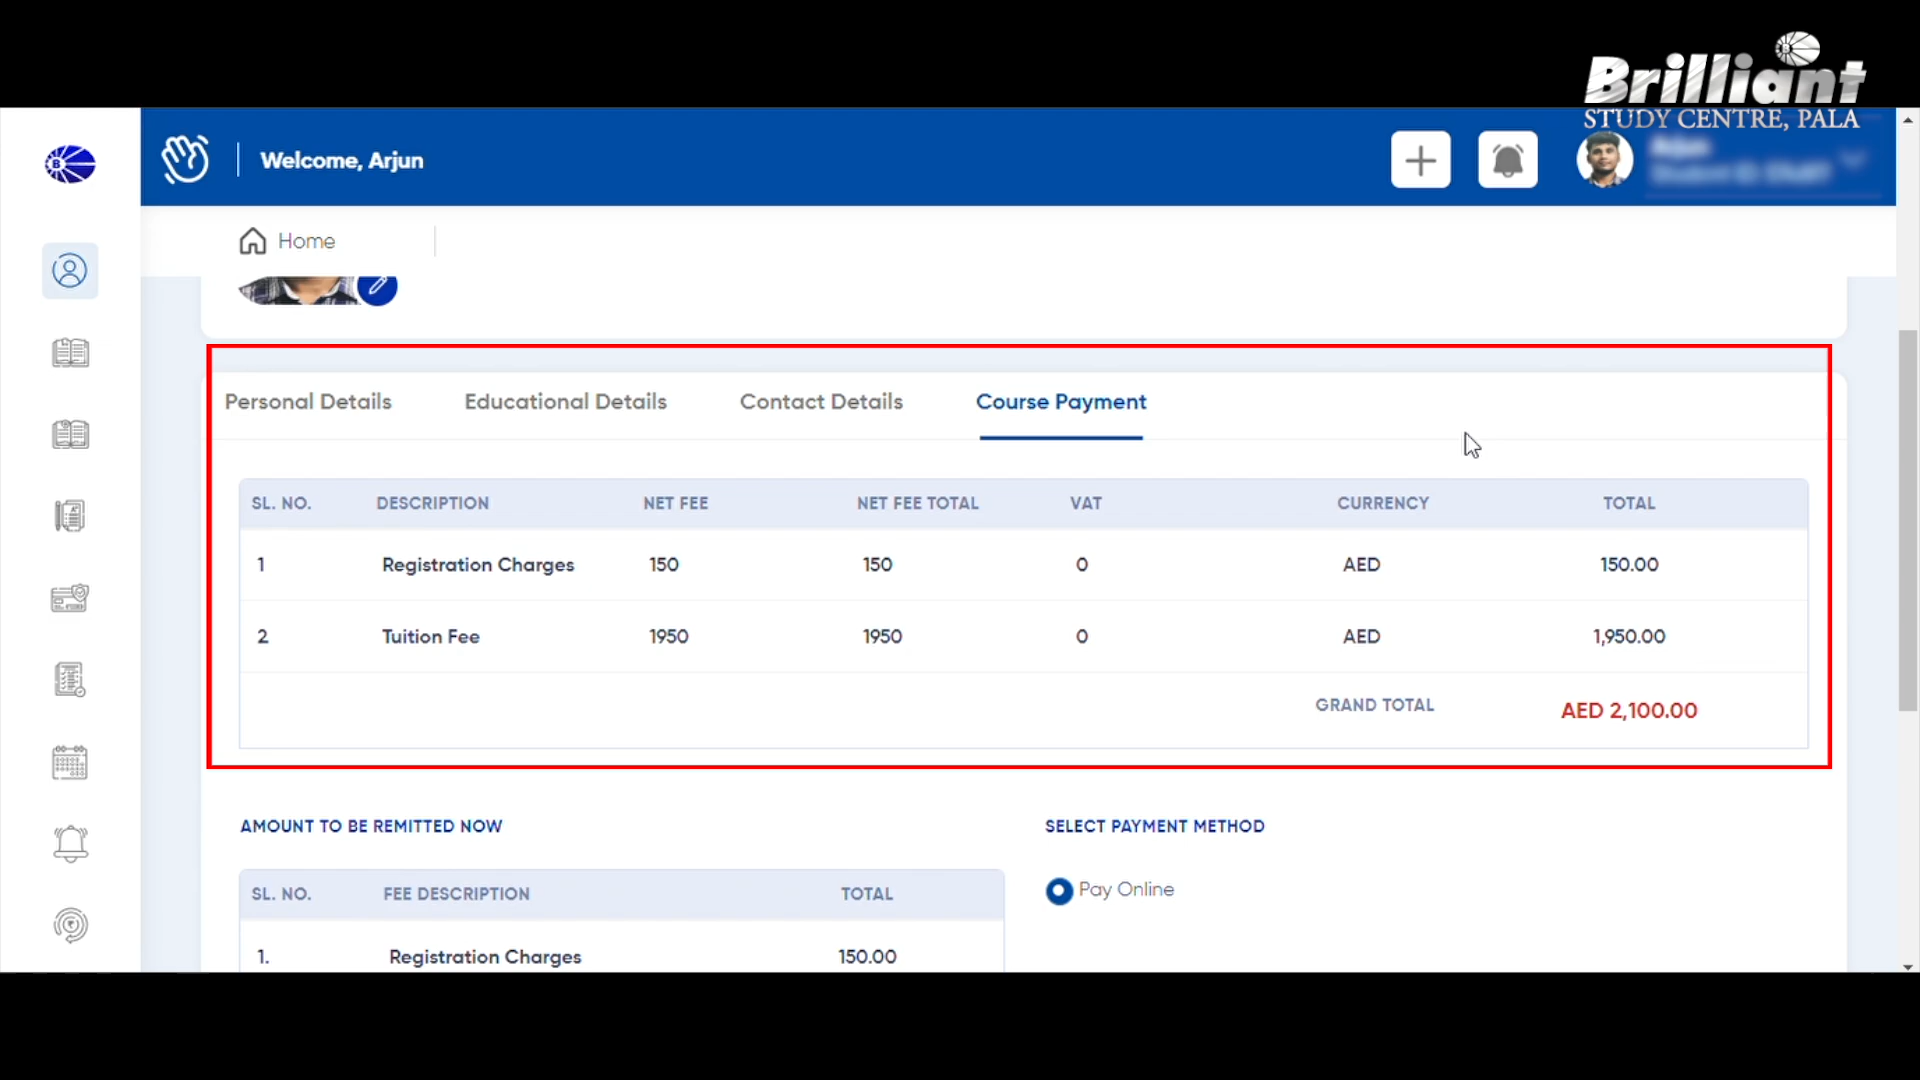 Brilliant
STUDY CENTRE, PALA
Welcome, Arjun
Home
Personal Details Educational Details Contact Details Course Payment
SL. NO. DESCRIPTION NET FEE NET FEE TOTAL VAT CURRENCY TOTAL
1 Registration Charges 150 150 0 AED 150.00
2 Tuition Fee 1950 1950 0 AED 1,950.00
GRAND TOTAL AED 2,100.00
AMOUNT TO BE REMITTED NOW SELECT PAYMENT METHOD
SL. NO. FEE DESCRIPTION TOTAL
Pay Online
1. Registration Charges 150.00